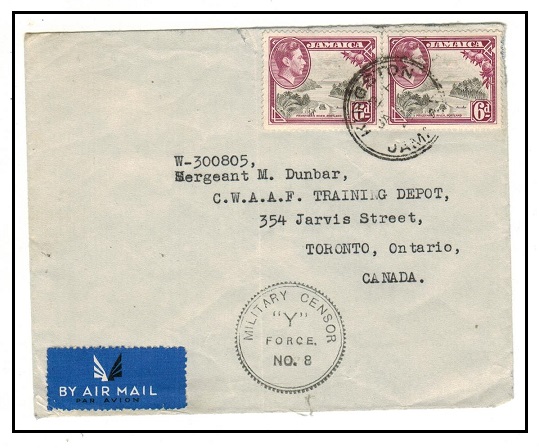 JAMAICA JAMAICA
6d 6d
KINGSTON
JAM.
W-300805,
Sergeant M. Dunbar,
C.W.A.A.F. TRAINING DEPOT,
354 Jarvis Street,
TORONTO, Ontario,
CANADA.
MILITARY CENSOR
"Y"
FORCE.
NO. 8
BY AIR MAIL
PAR AVION